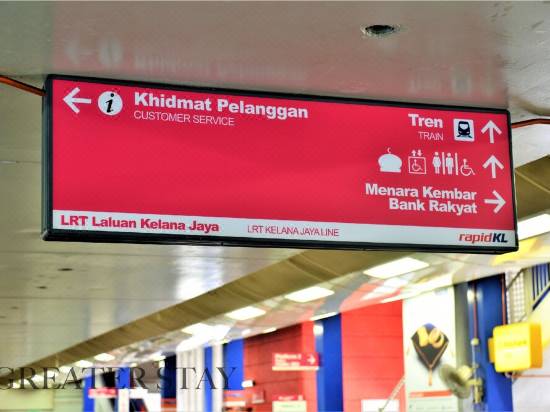 Khidmat Pelanggan
CUSTOMER SERVICE
Tren
TRAIN
Menara Kembar
Bank Rakyat
LRT Laluan Kelana Jaya
LRT KELANA JAYA LINE
rapidKL
GREATER STAY